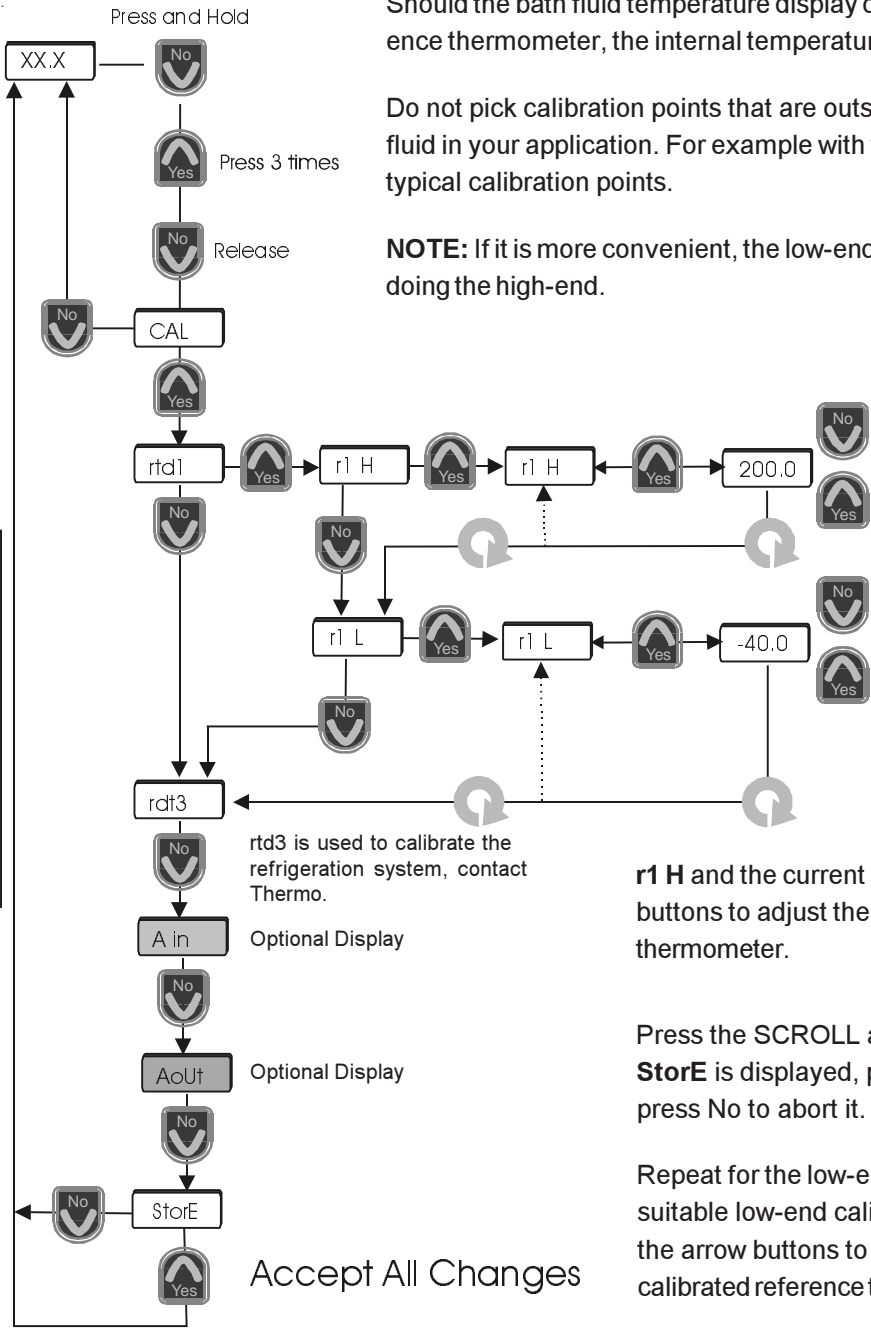 Press and Hold
XX.X
No
Yes
Press 3 times
No
Release
No
CAL
Yes
rtd1
Yes
r1 H
Yes
r1 H
Yes
200.0
No
Yes
No
No
r1 L
Yes
r1 L
Yes
-40.0
No
Yes
No
rdt3
No
rtd3 is used to calibrate the
refrigeration system, contact
Thermo.
A in
Optional Display
No
AoUt
Optional Display
No
No
StorE
Yes
Accept All Changes
Should the bath fluid temperature display
ence thermometer, the internal
Do not pick calibration points that are
fluid in your application. For example with
typical calibration points.
NOTE: If it is more convenient, the low-end
doing the high-end.
r1 H and the current
buttons to adjust the
thermometer.
Press the SCROLL
StorE is displayed,
press No to abort it.
Repeat for the
suitable low-end
the arrow buttons to
calibrated reference